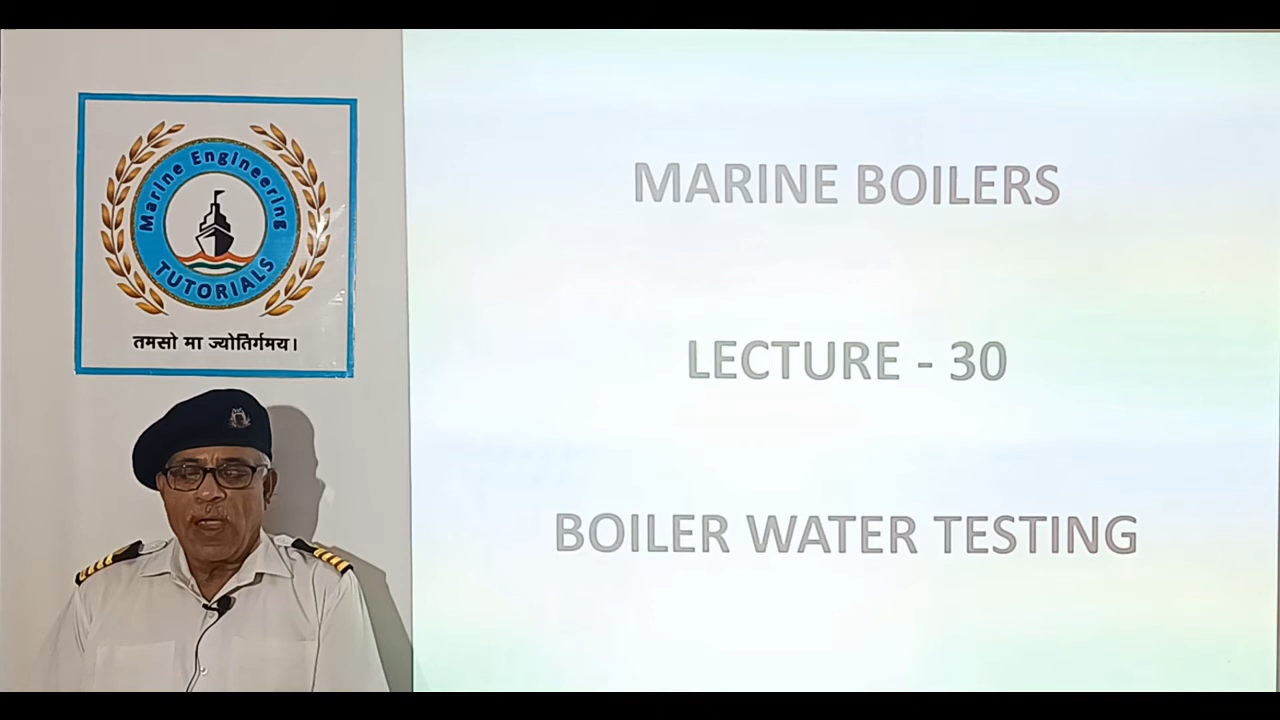 Marine Engineering
TUTORIALS
तमसो मा ज्योतिर्गमय।
MARINE BOILERS
LECTURE - 30
BOILER WATER TESTING